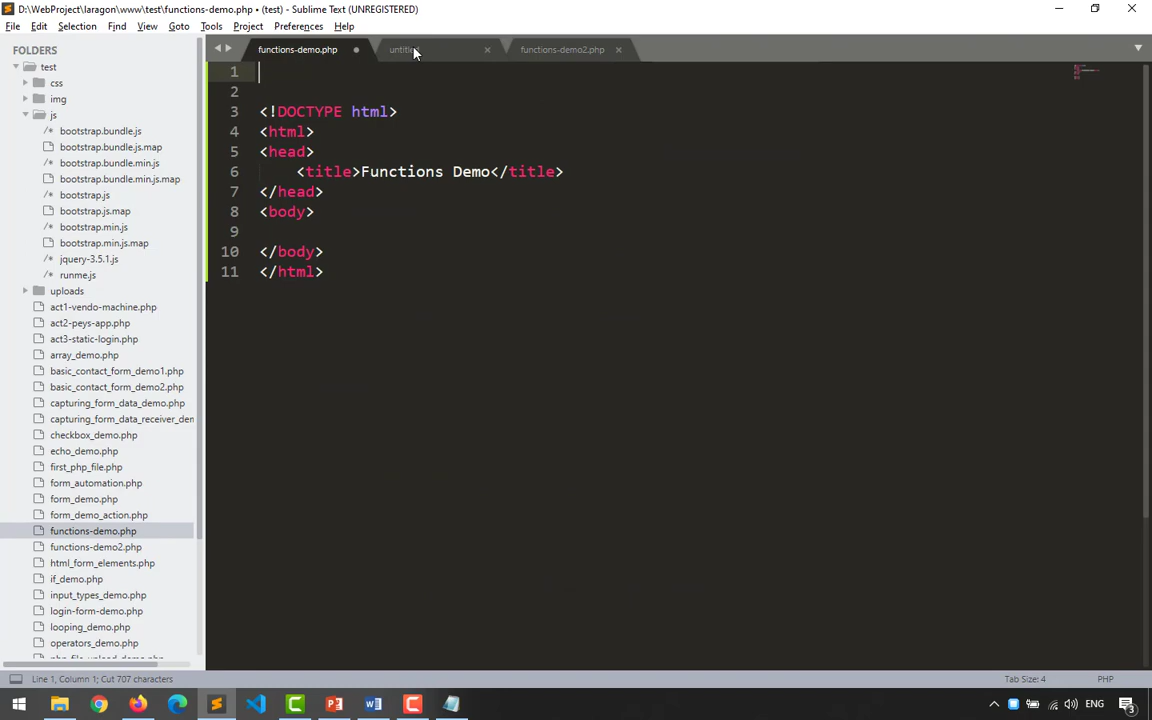 D:\WebProject\laragon\www\test\functions-demo.php • (test) - Sublime Text (UNREGISTERED)
File Edit Selection Find View Goto Tools Project Preferences Help
FOLDERS
test
css
img
js
bootstrap.bundle.js
bootstrap.bundle.js.map
bootstrap.bundle.min.js
bootstrap.bundle.min.js.map
bootstrap.js
bootstrap.js.map
bootstrap.min.js
bootstrap.min.js.map
jquery-3.5.1.js
runme.js
uploads
act1-vendo-machine.php
act2-peys-app.php
act3-static-login.php
array_demo.php
basic_contact_form_demo1.php
basic_contact_form_demo2.php
capturing_form_data_demo.php
capturing_form_data_receiver_den
checkbox_demo.php
echo_demo.php
first_php_file.php
form_automation.php
form_demo.php
form_demo_action.php
functions-demo.php
functions-demo2.php
html_form_elements.php
if_demo.php
input_types_demo.php
login-form-demo.php
looping_demo.php
operators_demo.php
functions-demo.php untitled functions-demo2.php
1
2
3 <!DOCTYPE html>
4 <html>
5 <head>
6 <title>Functions Demo</title>
7 </head>
8 <body>
9
10 </body>
11 </html>
Line 1, Column 1; Cut 707 characters Tab Size: 4 PHP
ENG 3